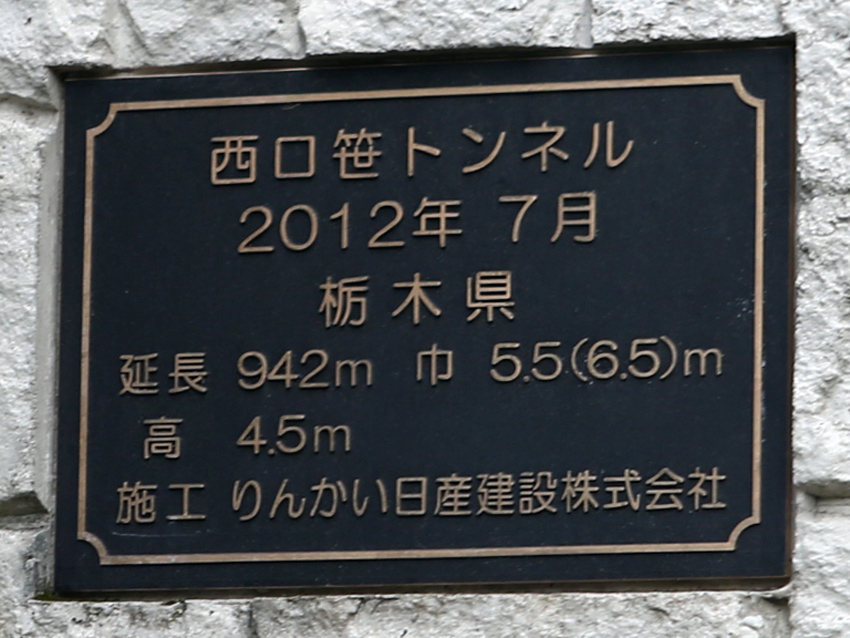 西口笹トンネル
2012年 7月
栃木県
延長 942m 巾 5.5(6.5)m
高 4.5m
施工 りんかい日産建設株式会社